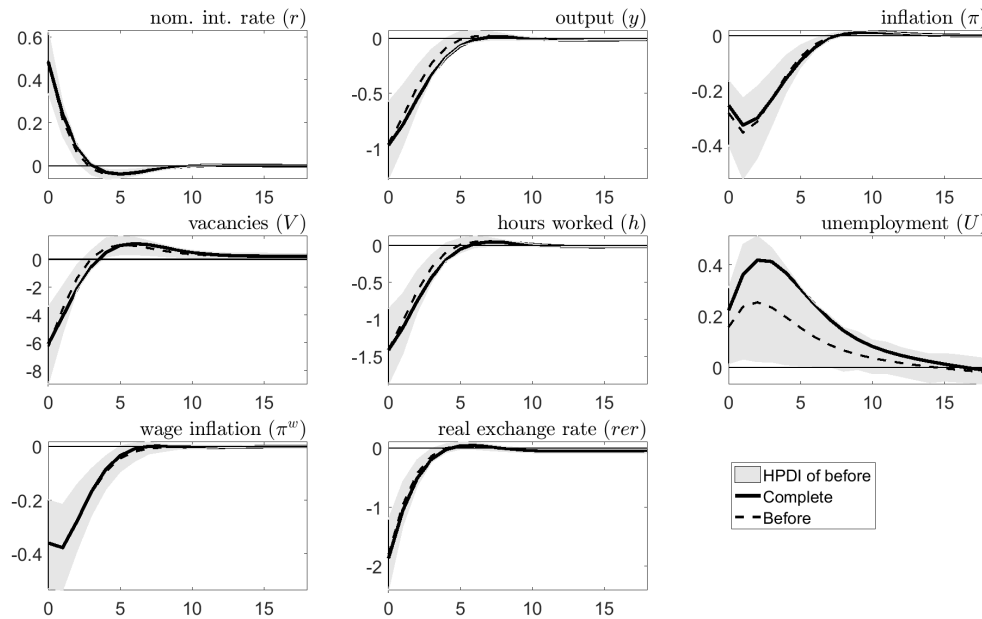 nom. int. rate (r)
0.6
0.4
0.2
0
0 5 10 15
output (y)
0
-0.5
-1
0 5 10 15
inflation (π)
0
-0.2
-0.4
0 5 10 15
vacancies (V)
0
-2
-4
-6
-8
0 5 10 15
hours worked (h)
0
-0.5
-1
-1.5
0 5 10 15
unemployment (U)
0.4
0.2
0
0 5 10 15
wage inflation (πʷ)
0
-0.2
-0.4
0 5 10 15
real exchange rate (rer)
0
-1
-2
0 5 10 15
HPDI of before
Complete
Before